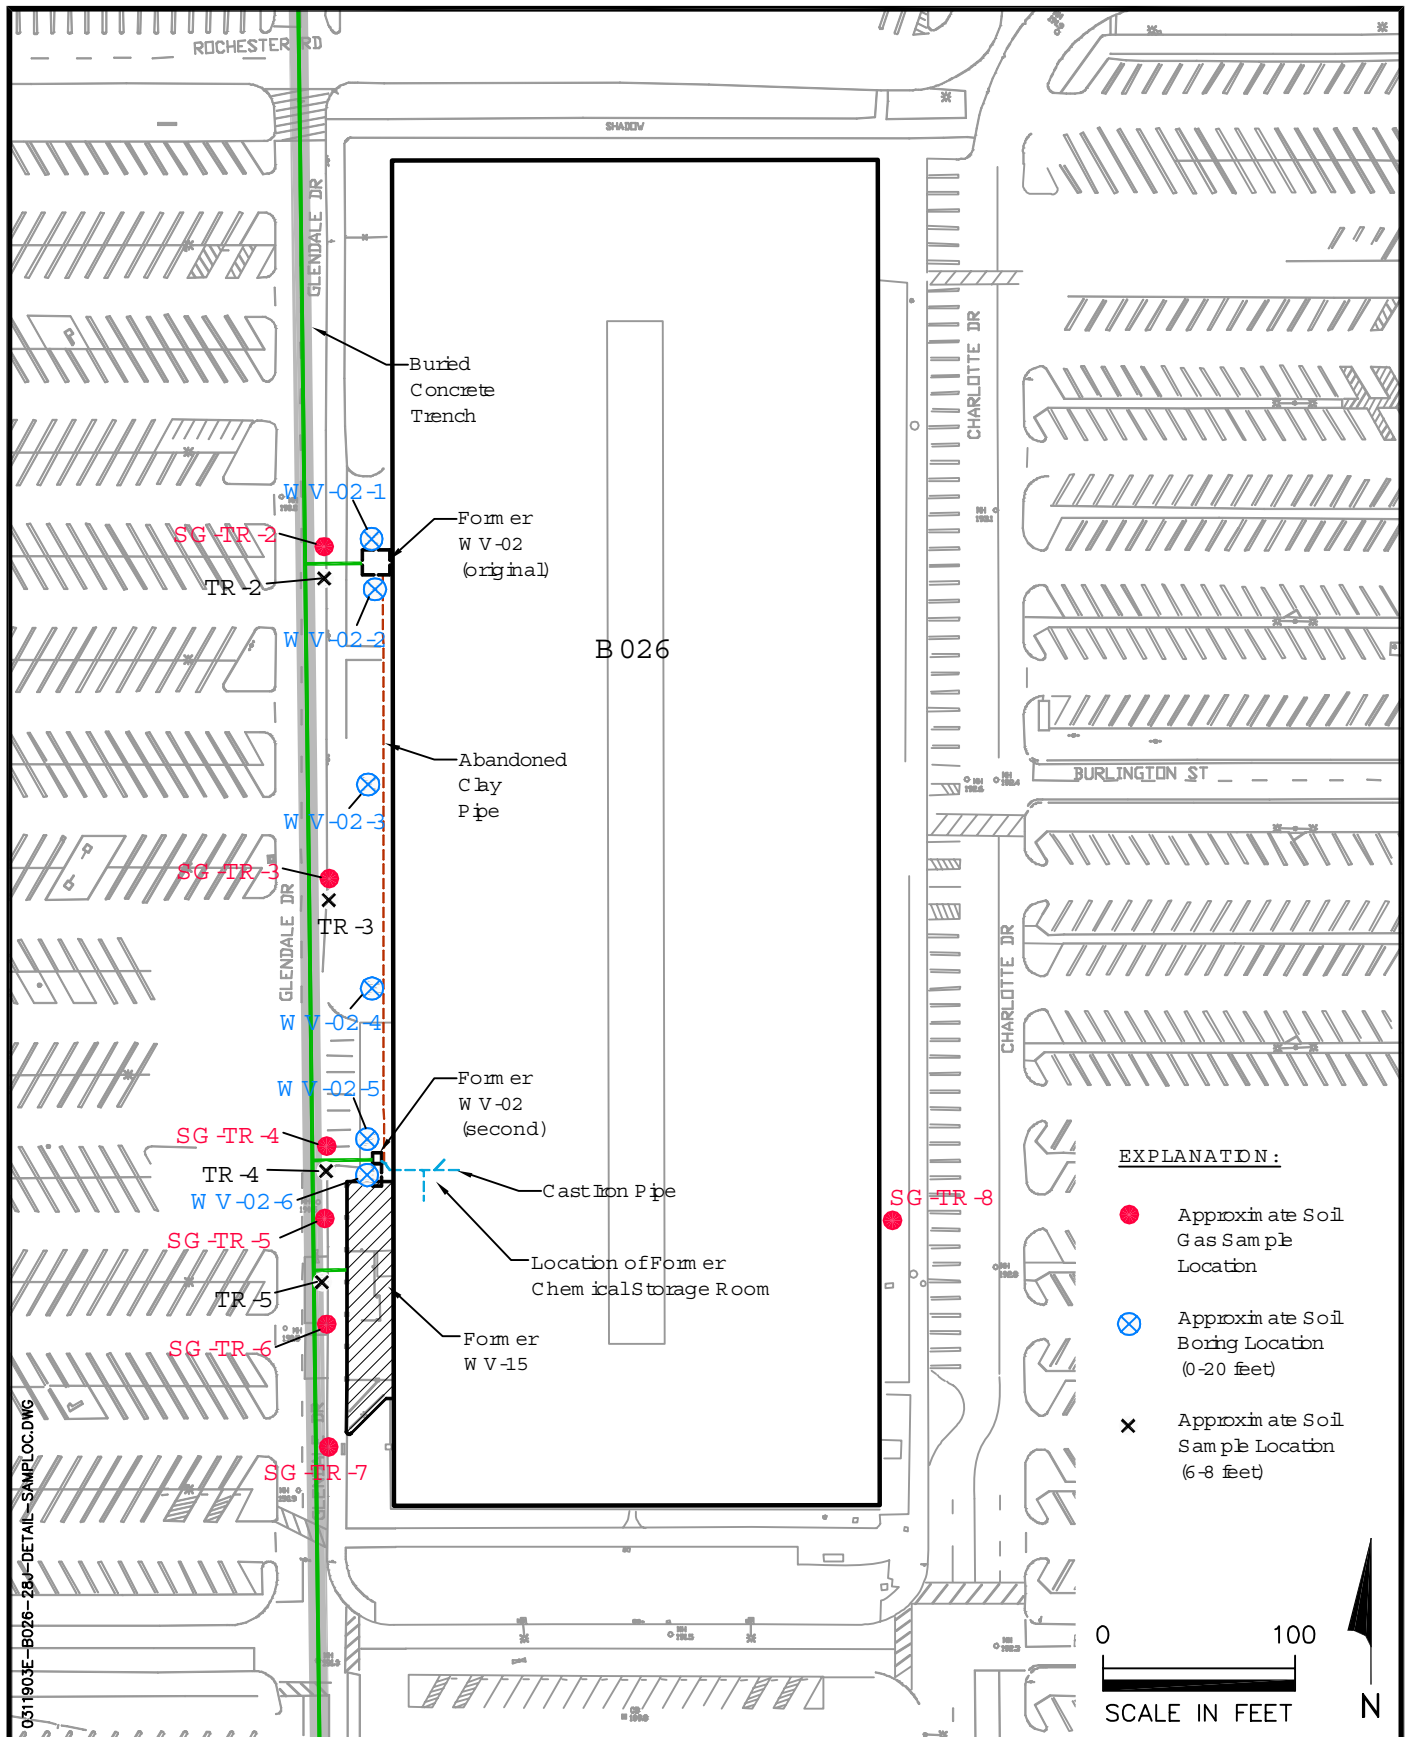 ROCHESTER RD
SHADOW
GLENDALE DR
Buried
Concrete
Trench
CHARLOTTE DR
WV-02-1
SG-TR-2
TR-2
WV-02-2
Former
WV-02
(original)
B026
Abandoned
Clay
Pipe
BURLINGTON ST
WV-02-3
SG-TR-3
TR-3
GLENDALE DR
CHARLOTTE DR
WV-02-4
WV-02-5
Former
WV-02
(second)
SG-TR-4
TR-4
WV-02-6
Cast Iron Pipe
SG-TR-8
SG-TR-5
Location of Former
Chemical Storage Room
TR-5
SG-TR-6
Former
WV-15
SG-TR-7
GLENDALE DR
EXPLANATION:
Approximate Soil
Gas Sample
Location
Approximate Soil
Boring Location
(0-20 feet)
Approximate Soil
Sample Location
(6-8 feet)
0 100
SCALE IN FEET
N
0311903E-B026-28J-DETAIL-SAMPLOC.DWG